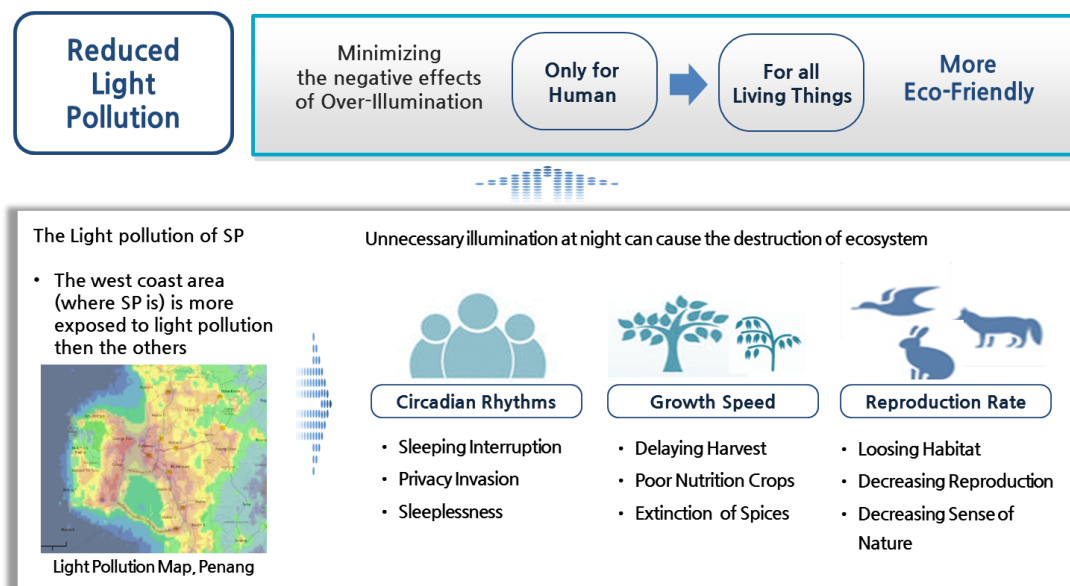 Reduced
Light
Pollution
Minimizing
the negative effects
of Over-Illumination
Only for
Human
For all
Living Things
More
Eco-Friendly
The Light pollution of SP
• The west coast area
(where SP is) is more
exposed to light pollution
then the others
Light Pollution Map, Penang
Unnecessary illumination at night can cause the destruction of ecosystem
Circadian Rhythms
• Sleeping Interruption
• Privacy Invasion
• Sleeplessness
Growth Speed
• Delaying Harvest
• Poor Nutrition Crops
• Extinction of Spices
Reproduction Rate
• Loosing Habitat
• Decreasing Reproduction
• Decreasing Sense of
Nature